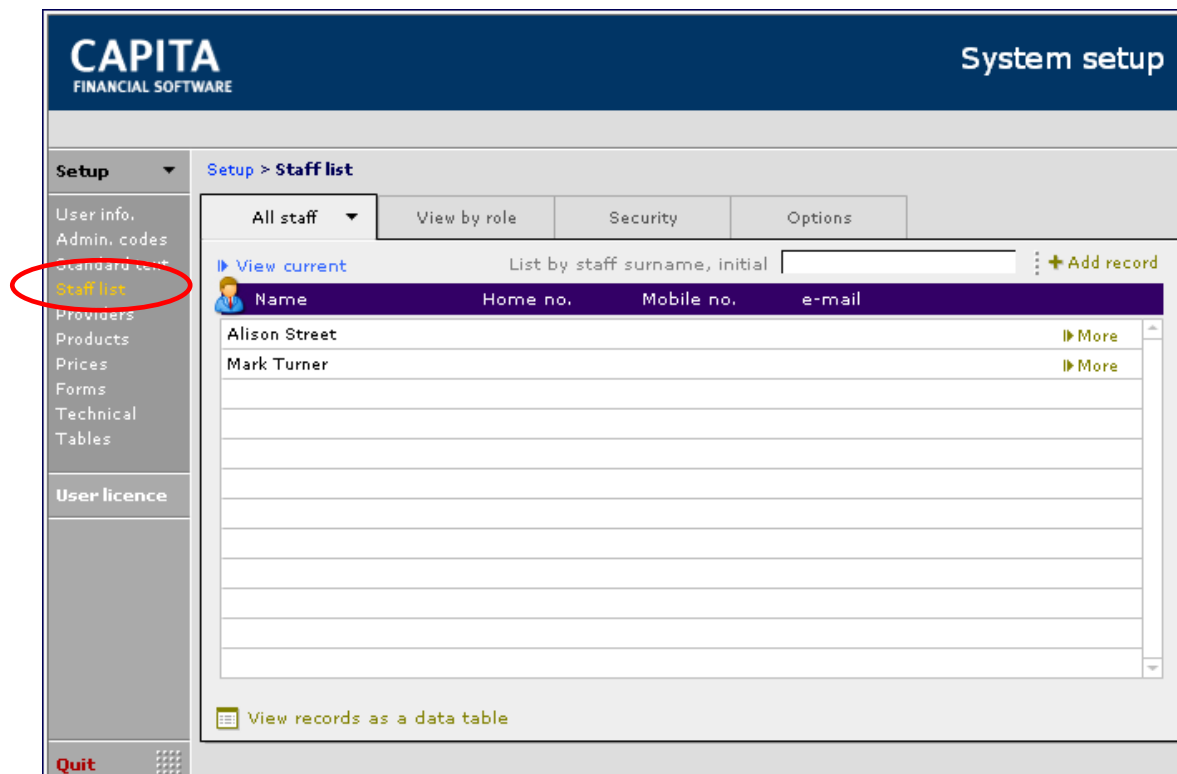 CAPITA
FINANCIAL SOFTWARE
System setup
Setup
Setup > Staff list
User info.
Admin. codes
Standard text
Staff list
Providers
Products
Prices
Forms
Technical
Tables
User licence
Quit
All staff View by role Security Options
View current List by staff surname, initial Add record
Name Home no. Mobile no. e-mail
Alison Street More
Mark Turner More
View records as a data table